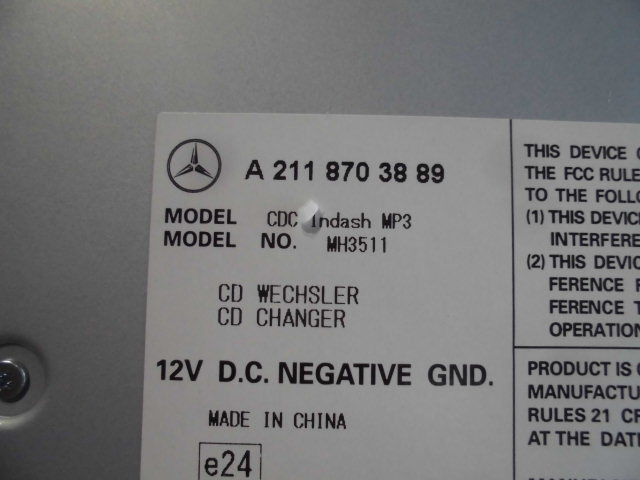 A 211 870 38 89
MODEL CDC Indash MP3
MODEL NO. MH3511
CD WECHSLER
CD CHANGER
12V D.C. NEGATIVE GND.
MADE IN CHINA
e24
THIS DEVICE
THE FCC RULE
TO THE FOLLO
(1) THIS DEVIC
INTERFERE
(2) THIS DEVIC
FERENCE
FERENCE
OPERATION
PRODUCT IS
MANUFACTU
RULES 21 CF
AT THE DATE